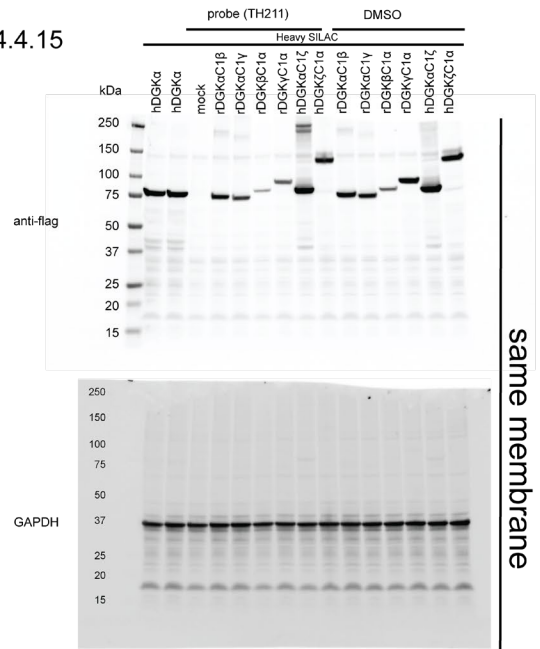 probe (TH211)
DMSO
4.4.15
Heavy SILAC
kDa
hDGKα
hDGKα
mock
rDGKαC1β
rDGKαC1γ
rDGKβC1α
rDGKγC1α
hDGKαC1ζ
hDGKζC1α
rDGKαC1β
rDGKαC1γ
rDGKβC1α
rDGKγC1α
hDGKαC1ζ
hDGKζC1α
250
150
100
75
50
37
25
20
15
anti-flag
250
150
100
75
50
37
25
20
15
GAPDH
same membrane